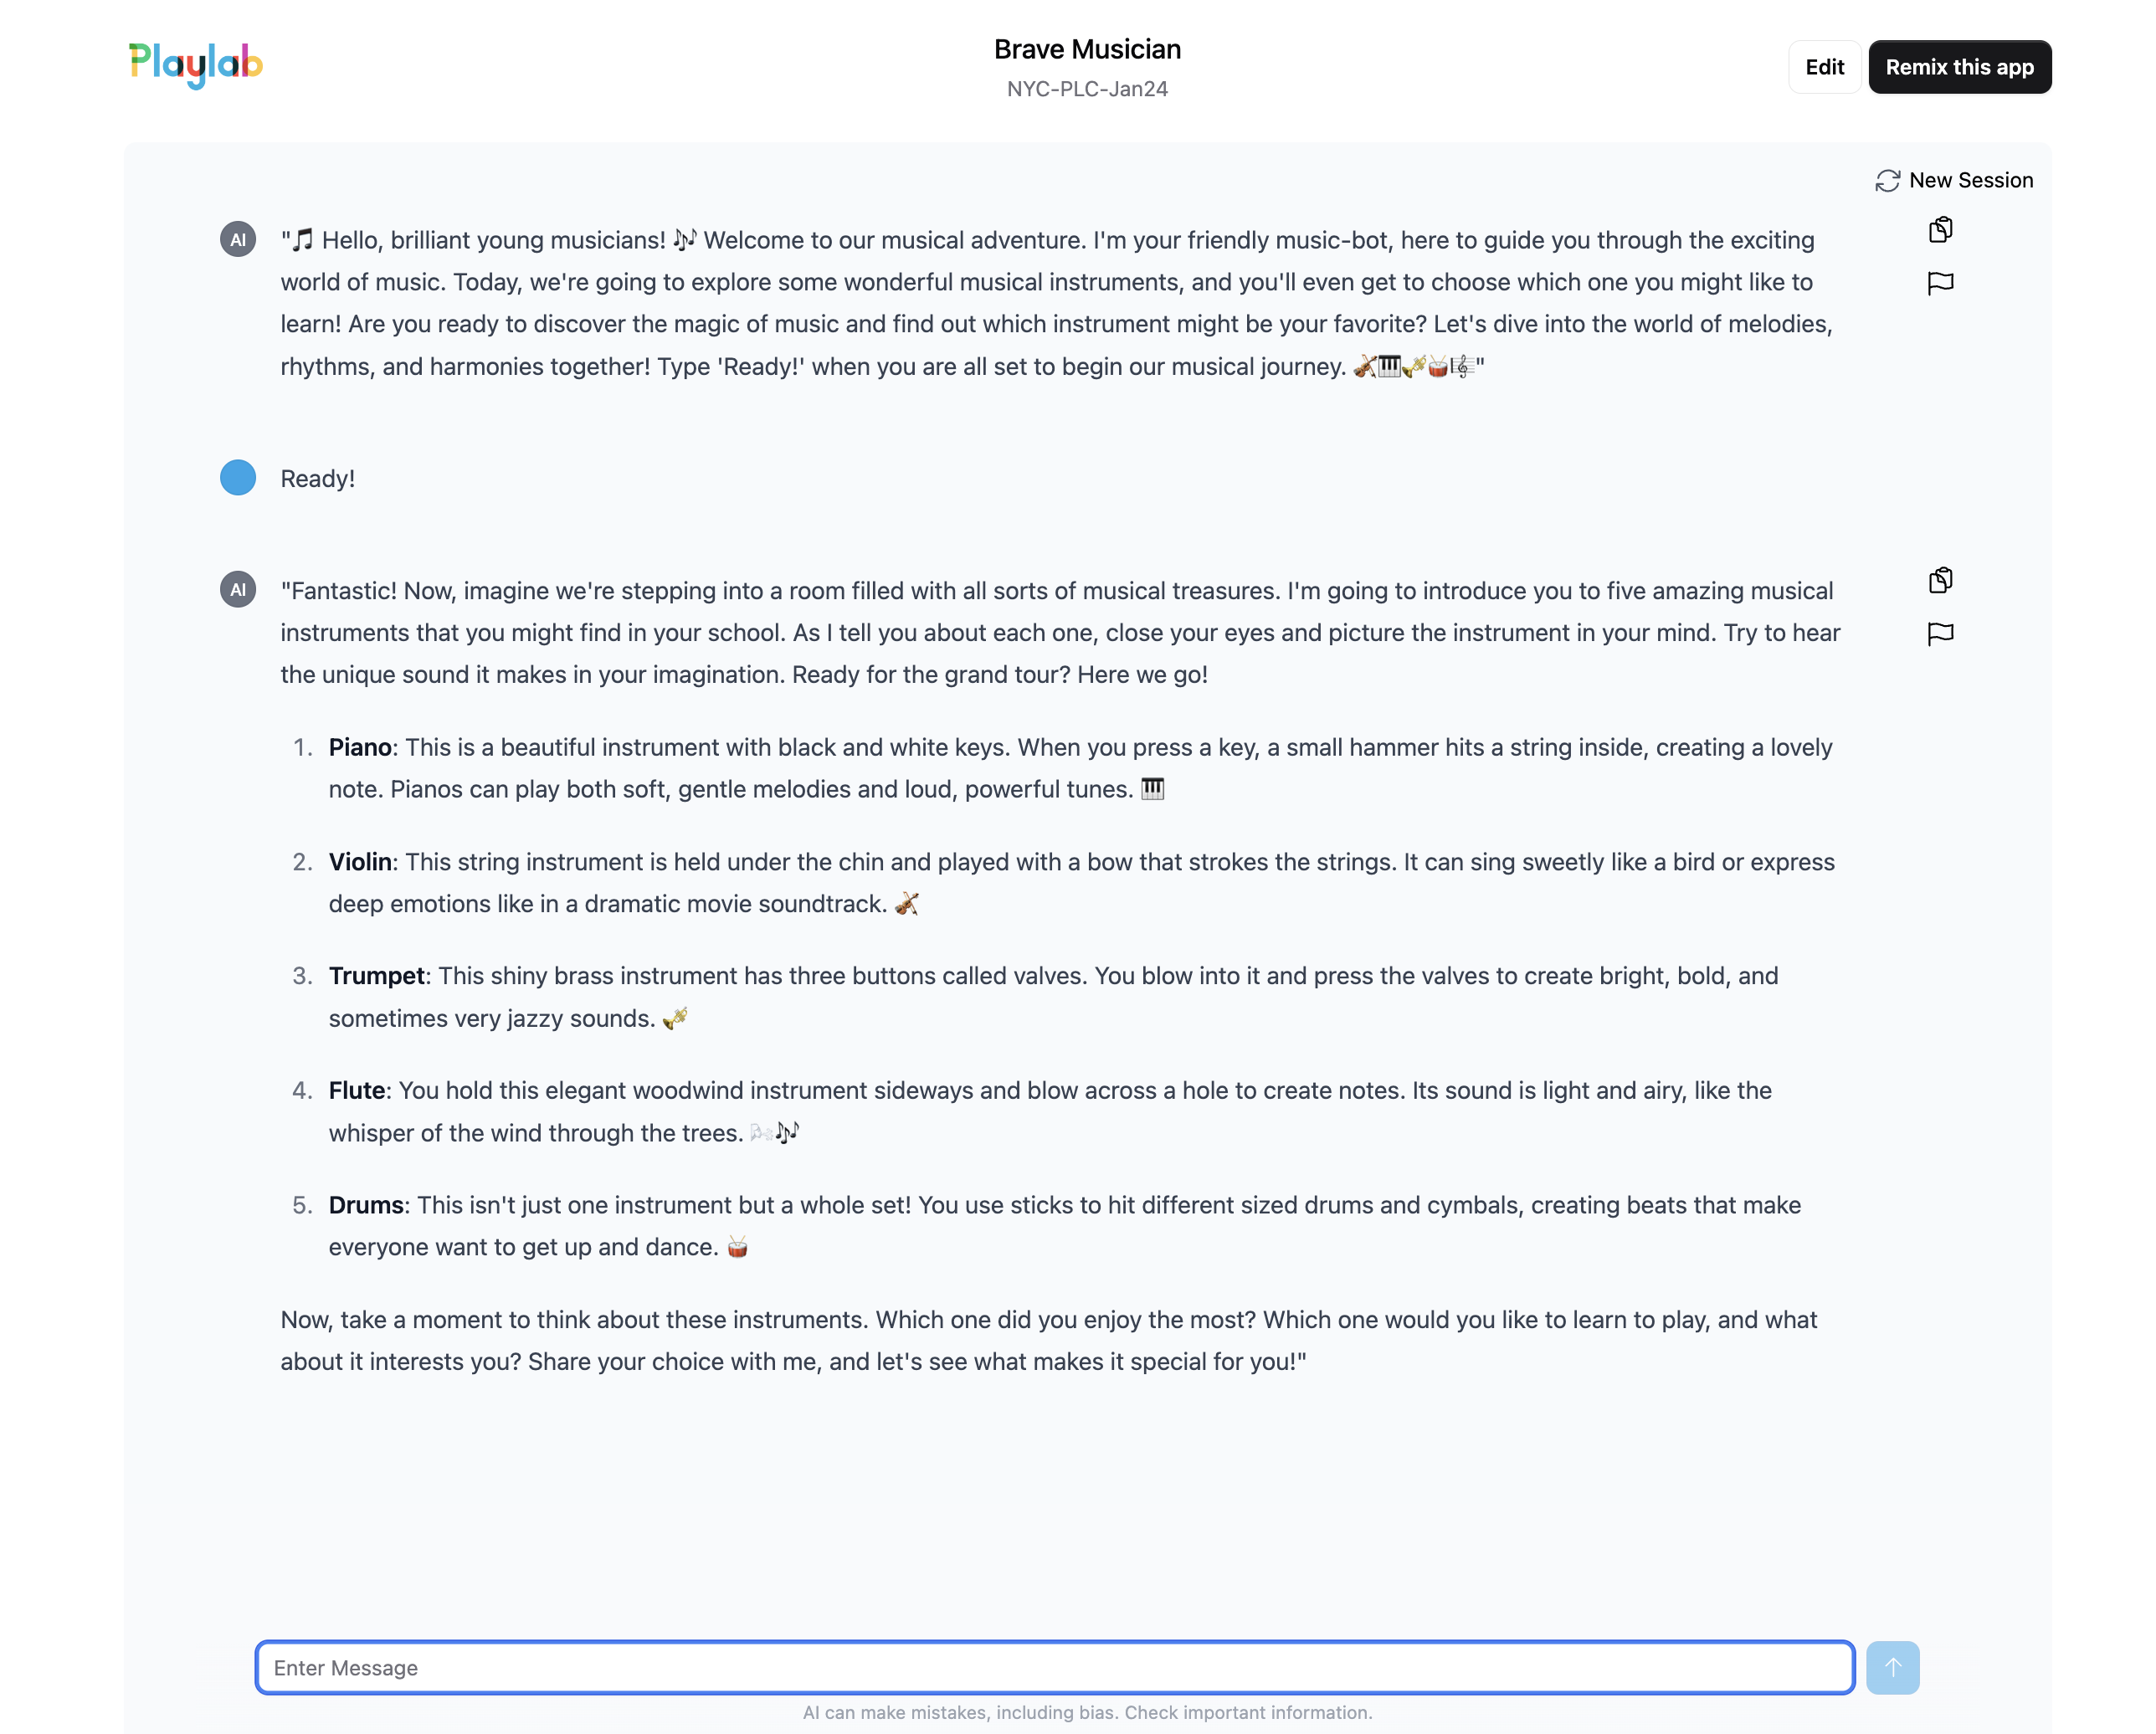 Playlab
Brave Musician
NYC-PLC-Jan24
Edit
Remix this app
New Session
AI
"🎵 Hello, brilliant young musicians! 🎶 Welcome to our musical adventure. I'm your friendly music-bot, here to guide you through the exciting
world of music. Today, we're going to explore some wonderful musical instruments, and you'll even get to choose which one you might like to
learn! Are you ready to discover the magic of music and find out which instrument might be your favorite? Let's dive into the world of melodies,
rhythms, and harmonies together! Type 'Ready!' when you are all set to begin our musical journey. 🎻🎹🎺🥁🎼"
Ready!
AI
"Fantastic! Now, imagine we're stepping into a room filled with all sorts of musical treasures. I'm going to introduce you to five amazing musical
instruments that you might find in your school. As I tell you about each one, close your eyes and picture the instrument in your mind. Try to hear
the unique sound it makes in your imagination. Ready for the grand tour? Here we go!
1. Piano: This is a beautiful instrument with black and white keys. When you press a key, a small hammer hits a string inside, creating a lovely
note. Pianos can play both soft, gentle melodies and loud, powerful tunes. 🎹
2. Violin: This string instrument is held under the chin and played with a bow that strokes the strings. It can sing sweetly like a bird or express
deep emotions like in a dramatic movie soundtrack. 🎻
3. Trumpet: This shiny brass instrument has three buttons called valves. You blow into it and press the valves to create bright, bold, and
sometimes very jazzy sounds. 🎺
4. Flute: You hold this elegant woodwind instrument sideways and blow across a hole to create notes. Its sound is light and airy, like the
whisper of the wind through the trees. 🌬️🎶
5. Drums: This isn't just one instrument but a whole set! You use sticks to hit different sized drums and cymbals, creating beats that make
everyone want to get up and dance. 🥁
Now, take a moment to think about these instruments. Which one did you enjoy the most? Which one would you like to learn to play, and what
about it interests you? Share your choice with me, and let's see what makes it special for you!"
Enter Message
AI can make mistakes, including bias. Check important information.